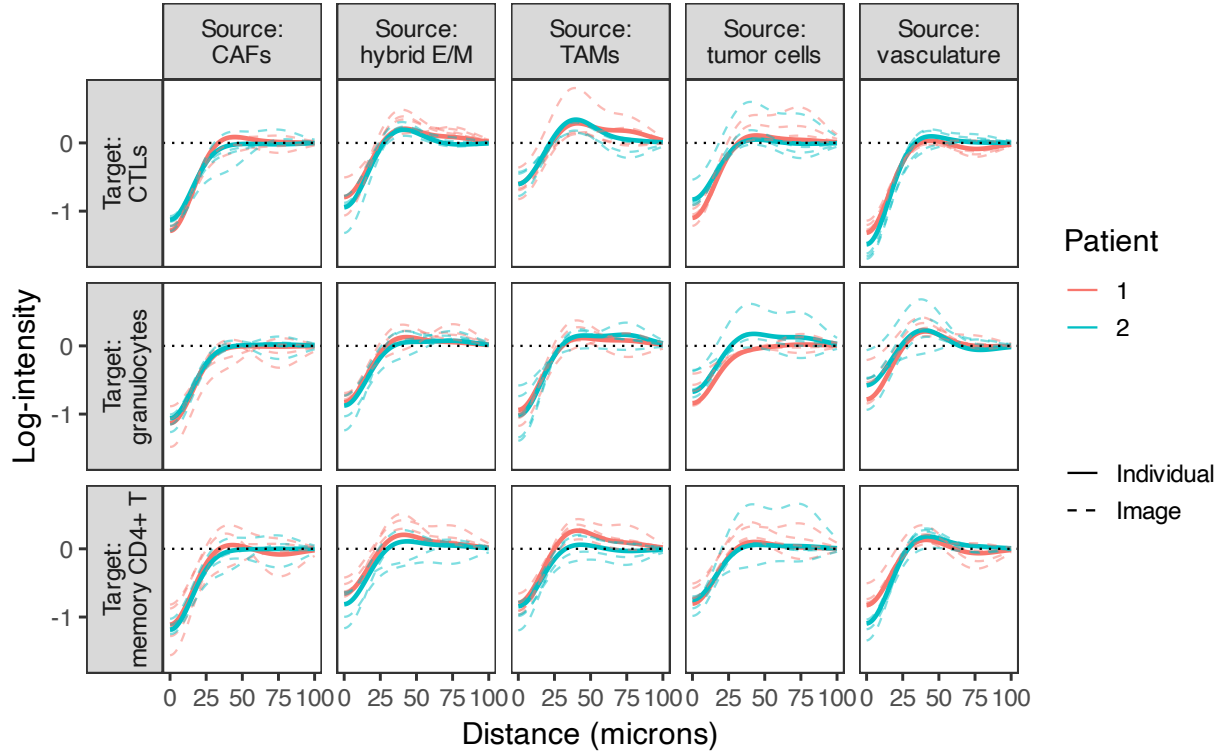 Source:
CAFs
Source:
hybrid E/M
Source:
TAMs
Source:
tumor cells
Source:
vasculature
Target:
CTLs
0
-1
Target:
granulocytes
0
-1
Target:
memory CD4+ T
0
-1
Log-intensity
0 25 50 75 100
0 25 50 75 100
0 25 50 75 100
0 25 50 75 100
0 25 50 75 100
Distance (microns)
Patient
1
2
Individual
Image